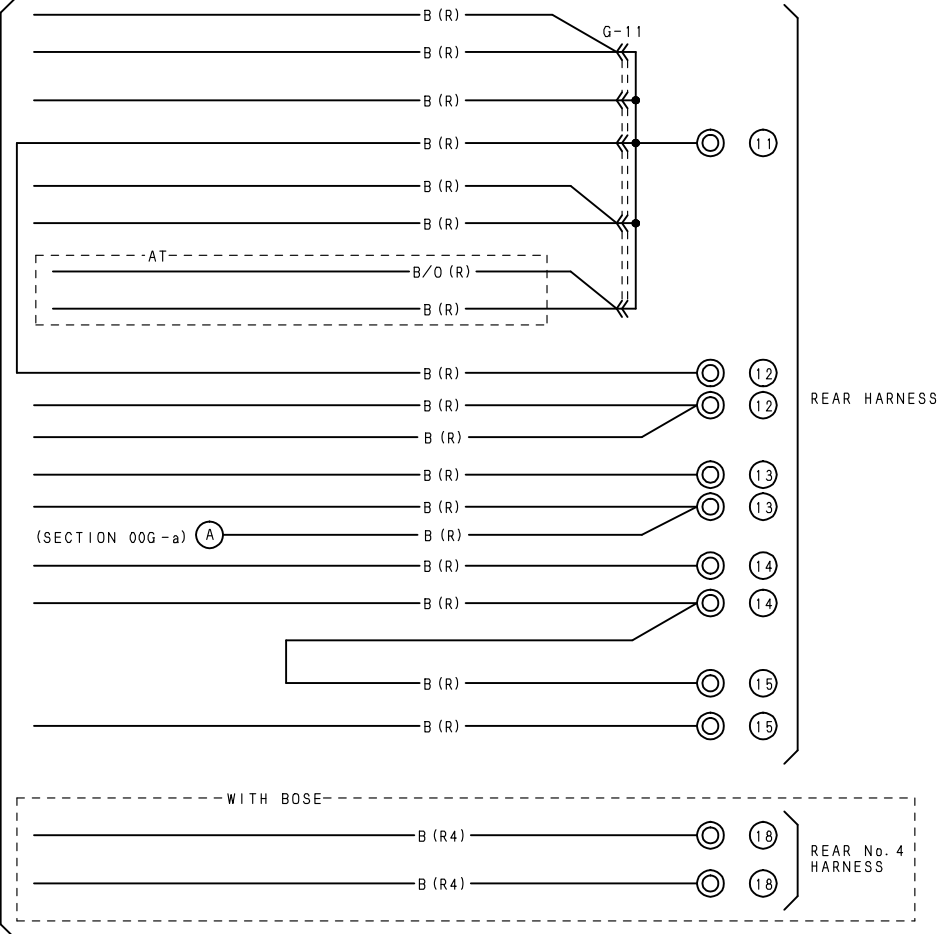 B (R)
G-11
B (R)
B (R)
B (R) 11
B (R)
B (R)
AT
B/O (R)
B (R)
B (R) 12
B (R) 12
REAR HARNESS
B (R)
B (R) 13
B (R) 13
(SECTION 00G-a) A B (R)
B (R) 14
B (R) 14
B (R) 15
B (R) 15
WITH BOSE
B (R4) 18
REAR No. 4
HARNESS
B (R4) 18